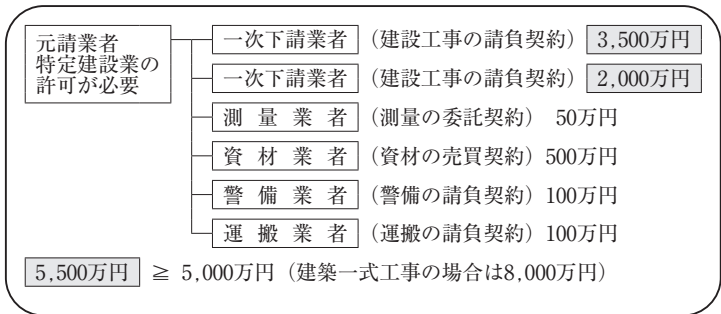 元請業者
特定建設業の
許可が必要
一次下請業者 (建設工事の請負契約) 3,500万円
一次下請業者 (建設工事の請負契約) 2,000万円
測量業者 (測量の委託契約) 50万円
資材業者 (資材の売買契約) 500万円
警備業者 (警備の請負契約) 100万円
運搬業者 (運搬の請負契約) 100万円
5,500万円 ≧ 5,000万円(建築一式工事の場合は8,000万円)